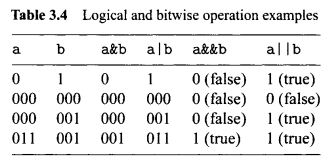 Table 3.4 Logical and bitwise operation examples
a b a&b a|b a&&b a||b
0 1 0 1 0 (false) 1 (true)
000 000 000 000 0 (false) 0 (false)
000 001 000 001 0 (false) 1 (true)
011 001 001 011 1 (true) 1 (true)